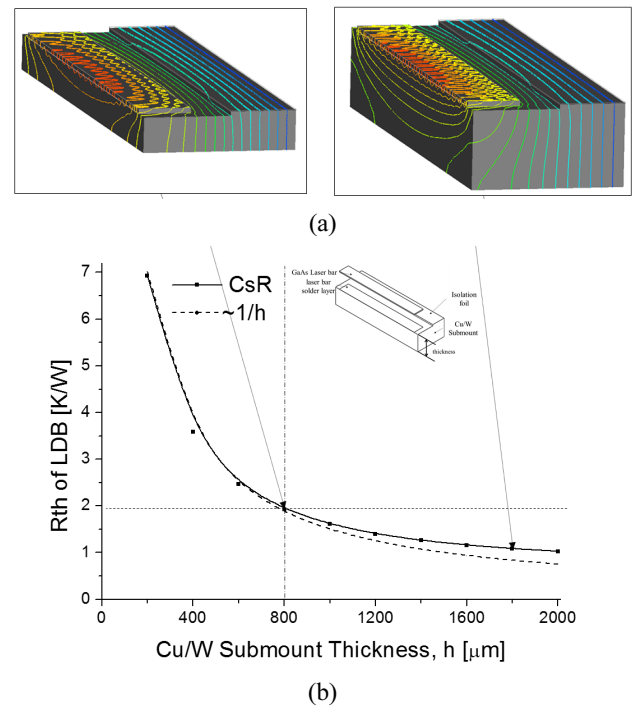 (a)
7
6
5
4
3
2
1
0
Rth of LDB [K/W]
CsR
~1/h
GaAs Laser bar
laser bar
solder layer
Isolation
foil
Cu/W
Submount
thickness
0 400 800 1200 1600 2000
Cu/W Submount Thickness, h [μm]
(b)